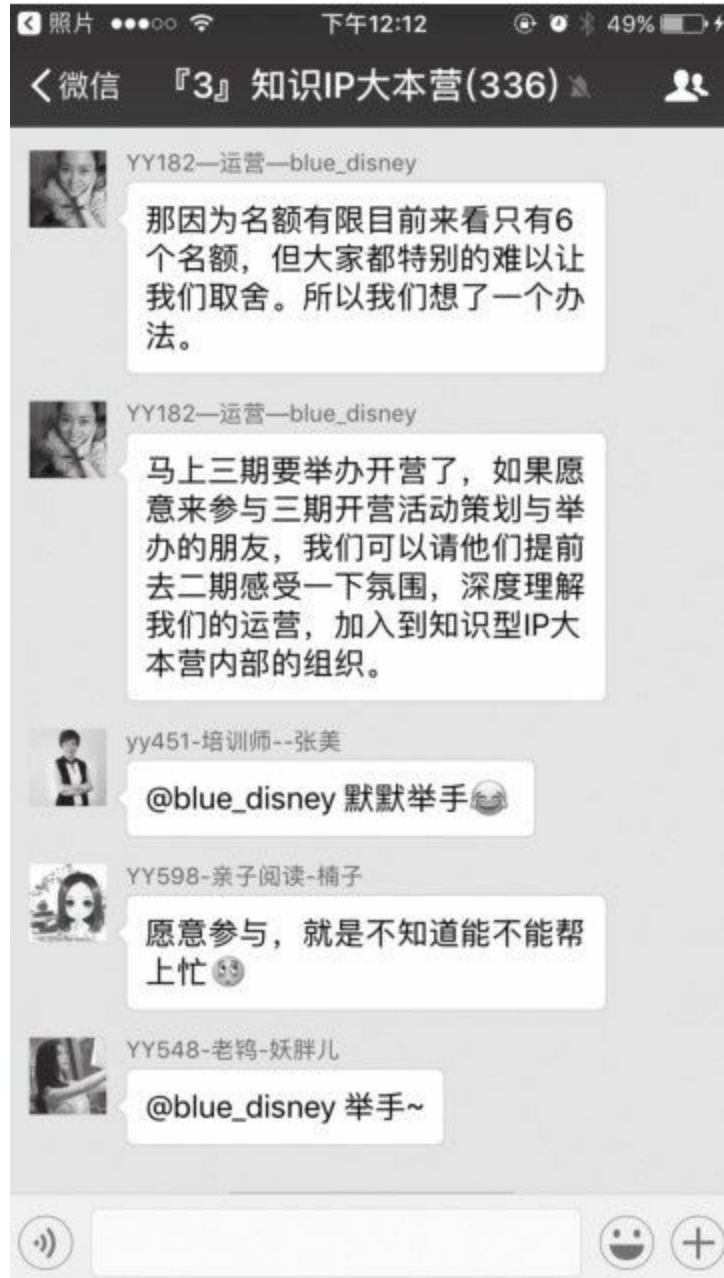 照片 下午12:12 49%
微信 『3』知识IP大本营(336)
YY182—运营—blue_disney
那因为名额有限目前来看只有6
个名额，但大家都特别的难以让
我们取舍。所以我们想了一个办
法。
YY182—运营—blue_disney
马上三期要举办开营了，如果愿
意来参与三期开营活动策划与举
办的朋友，我们可以请他们提前
去二期感受一下氛围，深度理解
我们的运营，加入到知识型IP大
本营内部的组织。
yy451-培训师--张美
@blue_disney 默默举手😂
YY598-亲子阅读-楠子
愿意参与，就是不知道能不能帮
上忙😳
YY548-老鸨-妖胖儿
@blue_disney 举手~